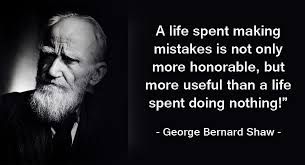 A life spent making
mistakes is not only
more honorable, but
more useful than a life
spent doing nothing!”
- George Bernard Shaw -